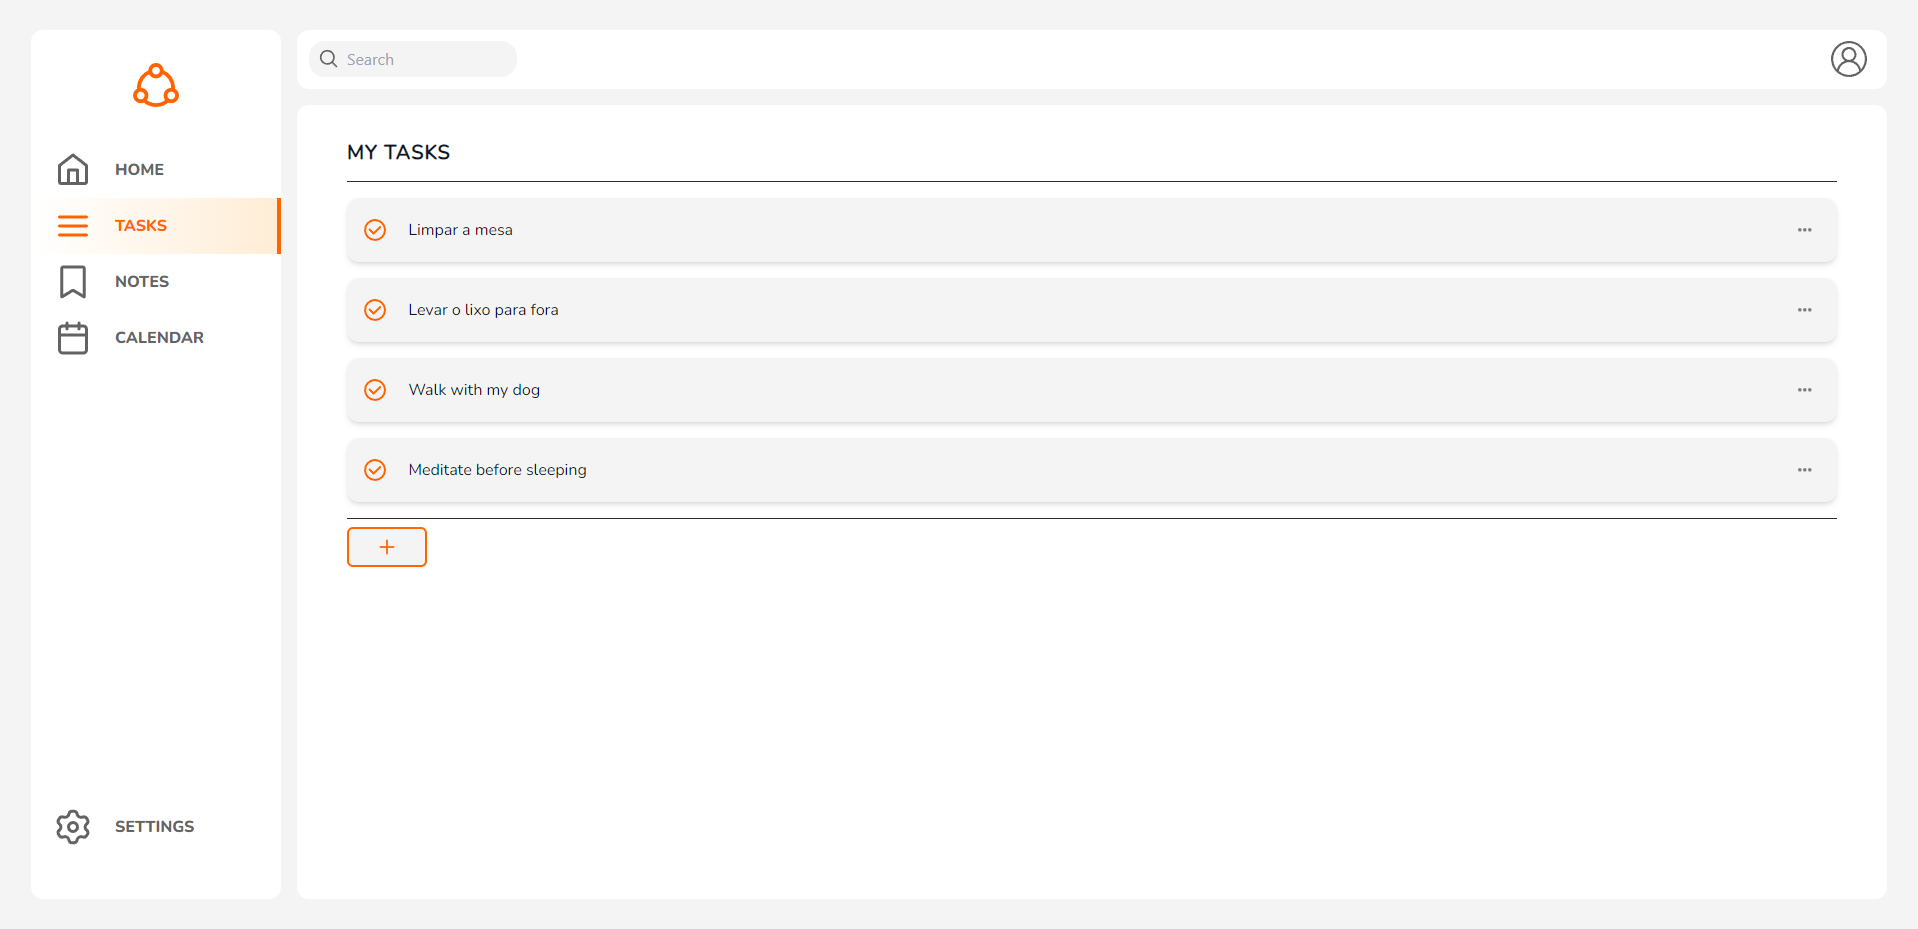 Search
HOME
TASKS
NOTES
CALENDAR
SETTINGS
MY TASKS
Limpar a mesa
Levar o lixo para fora
Walk with my dog
Meditate before sleeping